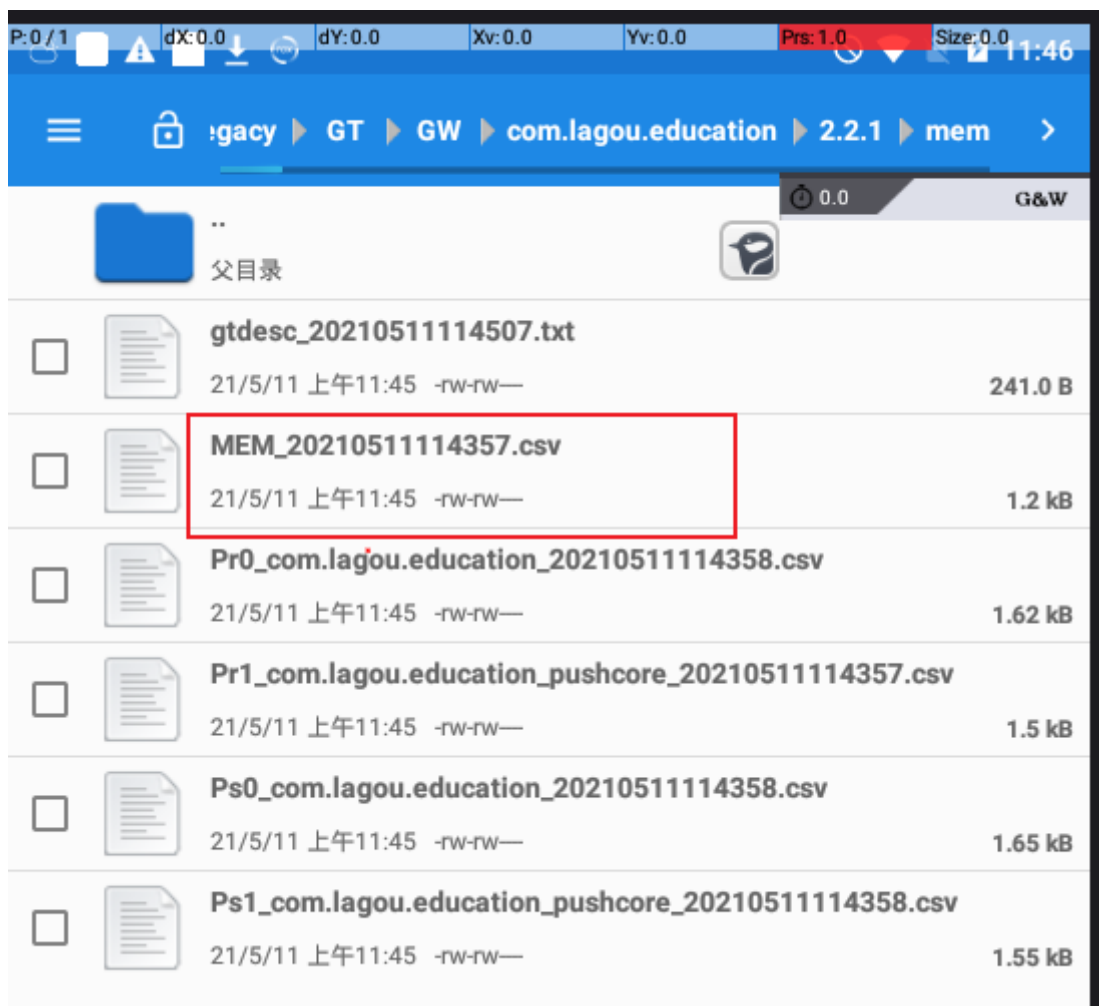 P: 0 / 1 dX: 0.0 dY: 0.0 Xv: 0.0 Yv: 0.0 Prs: 1.0 Size: 0.0
11:46
egacy GT GW com.lagou.education 2.2.1 mem
0.0 G&W
..
父目录
gtdesc_20210511114507.txt
21/5/11 上午11:45 -rw-rw—
241.0 B
MEM_20210511114357.csv
21/5/11 上午11:45 -rw-rw—
1.2 kB
Pr0_com.lagou.education_20210511114358.csv
21/5/11 上午11:45 -rw-rw—
1.62 kB
Pr1_com.lagou.education_pushcore_20210511114357.csv
21/5/11 上午11:45 -rw-rw—
1.5 kB
Ps0_com.lagou.education_20210511114358.csv
21/5/11 上午11:45 -rw-rw—
1.65 kB
Ps1_com.lagou.education_pushcore_20210511114358.csv
21/5/11 上午11:45 -rw-rw—
1.55 kB